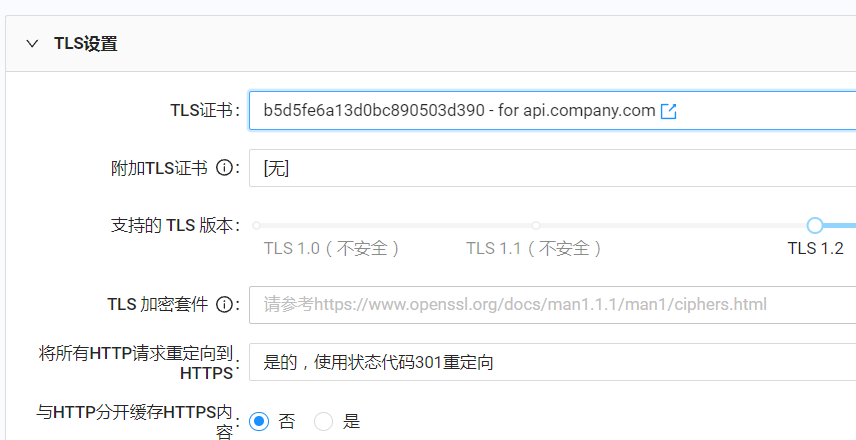 TLS设置
TLS证书: b5d5fe6a13d0bc890503d390 - for api.company.com
附加TLS证书 : [无]
支持的 TLS 版本:
TLS 1.0（不安全） TLS 1.1（不安全） TLS 1.2
TLS 加密套件 : 请参考https://www.openssl.org/docs/man1.1.1/man1/ciphers.html
将所有HTTP请求重定向到
HTTPS: 是的，使用状态代码301重定向
与HTTP分开缓存HTTPS内
容: 否 是